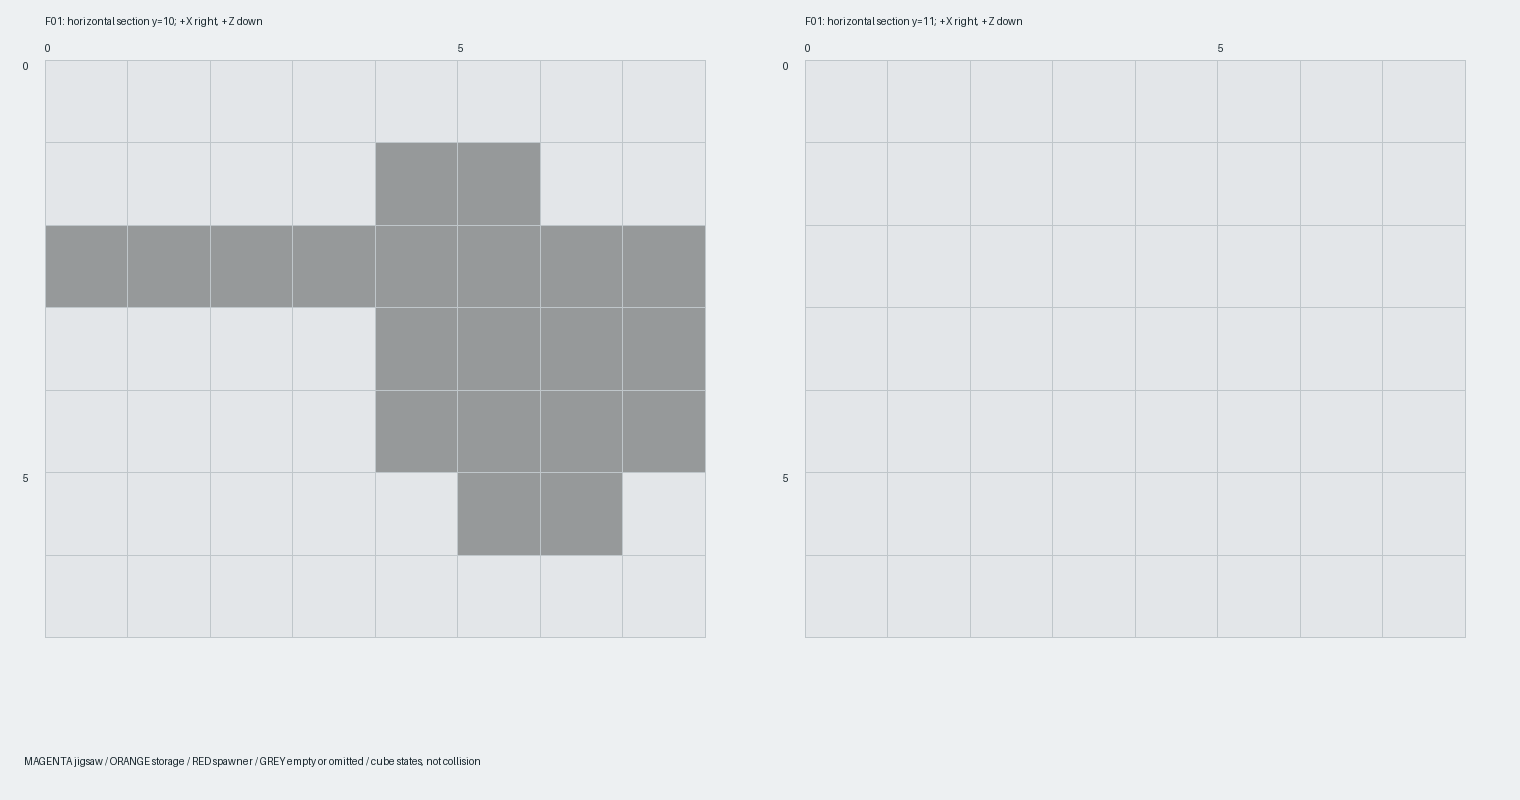 F01: horizontal section y=10; +X right, +Z down
F01: horizontal section y=11; +X right, +Z down
0 5
0 5
0
0
5
5
MAGENTA jigsaw / ORANGE storage / RED spawner / GREY empty or omitted / cube states, not collision